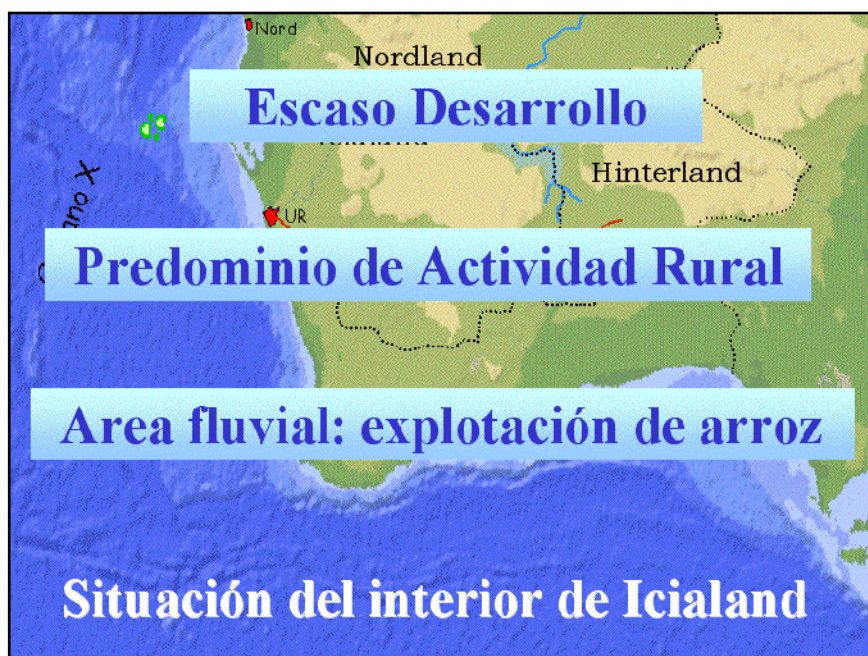 Nord
Nordland
Escaso Desarrollo
Hinterland
UR
Predominio de Actividad Rural
Area fluvial: explotación de arroz
Situación del interior de Icialand